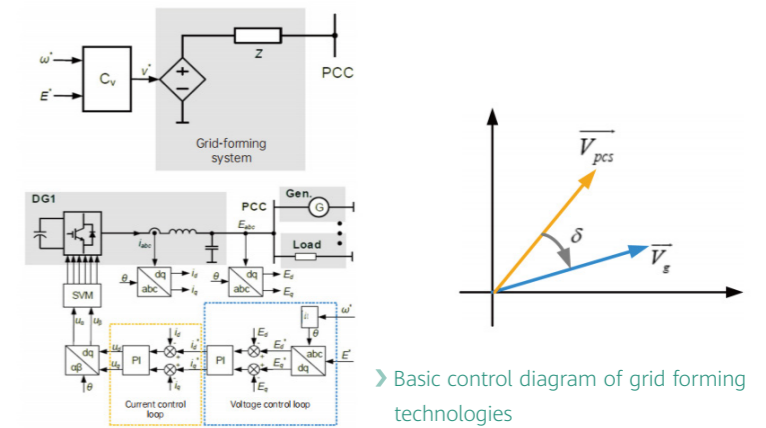 ω*
E*
Cv
v*
Z
PCC
Grid-forming
system
DG1
PCC
Gen.
G
Load
iabc
Eabc
θ
dq
abc
id
iq
θ
dq
abc
Ed
Eq
SVM
uα
uβ
dq
αβ
θ
ud
uq
PI
id
id*
iq*
iq
PI
Ed
Ed*
Eq*
Eq
θ
abc
dq
ω*
E*
Current control
loop
Voltage control loop
Vpcs
δ
Vg
Basic control diagram of grid forming
technologies